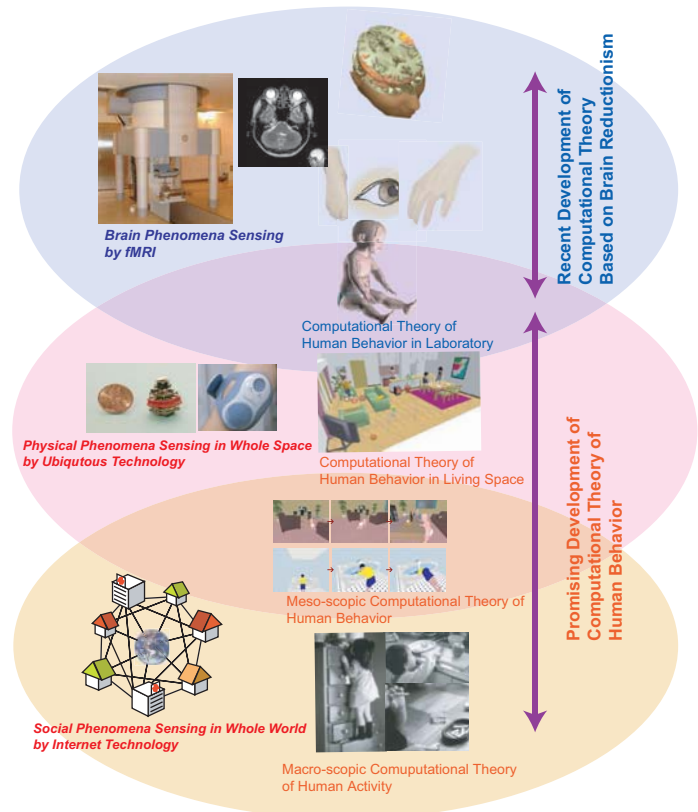 Recent Development of
Computational Theory
Based on Brain Reductionism
Brain Phenomena Sensing
by fMRI
Computational Theory of
Human Behavior in Laboratory
Physical Phenomena Sensing in Whole Space
by Ubiqutous Technology
Computational Theory of
Human Behavior in Living Space
Promising Development of
Computational Theory of
Human Behavior
Meso-scopic Computational Theory of
Human Behavior
Social Phenomena Sensing in Whole World
by Internet Technology
Macro-scopic Comuputational Theory
of Human Activity